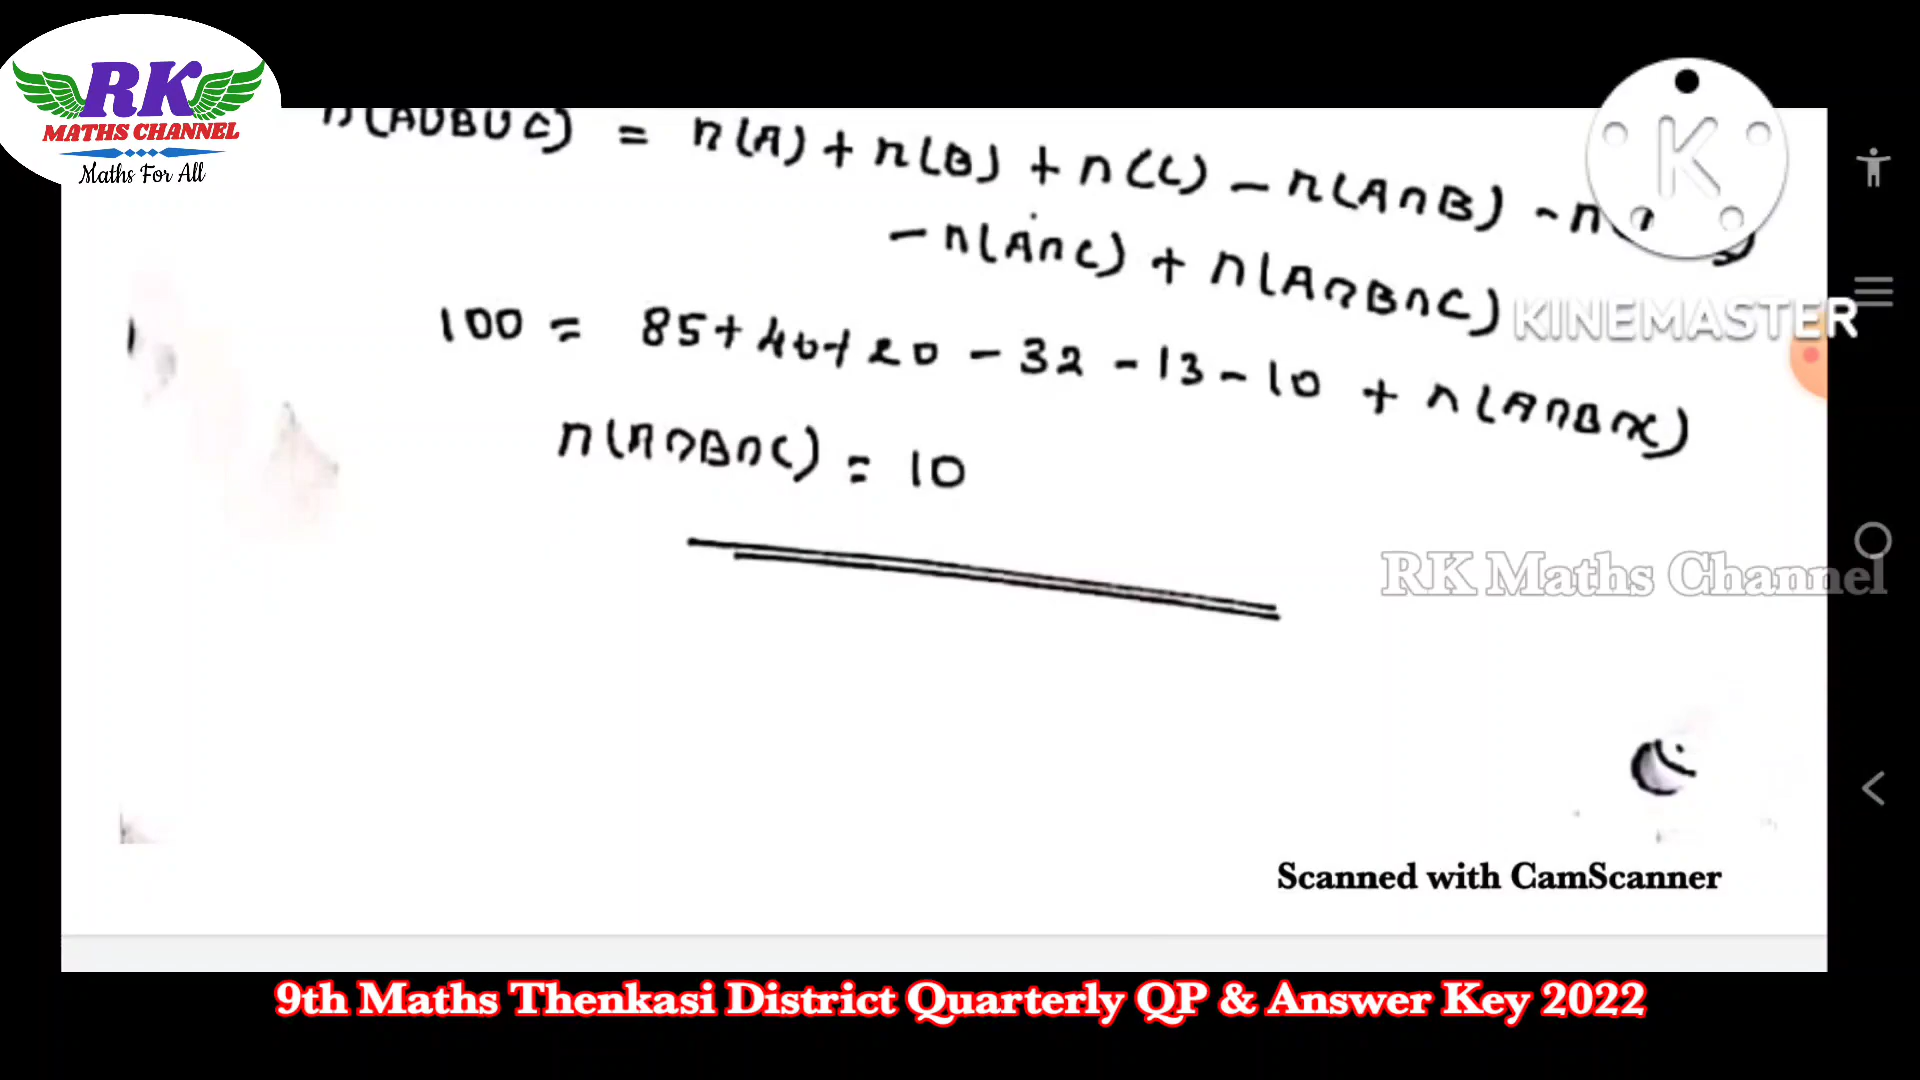 RK
MATHS CHANNEL
Maths For All
n(A∪B∪C) = n(A) + n(B) + n(C) - n(A∩B) - n
- n(A∩C) + n(A∩B∩C)
KINEMASTER
100 = 85 + 40 + 20 - 32 - 13 - 10 + n(A∩B∩C)
n(A∩B∩C) = 10
RK Maths Channel
Scanned with CamScanner
9th Maths Thenkasi District Quarterly QP & Answer Key 2022